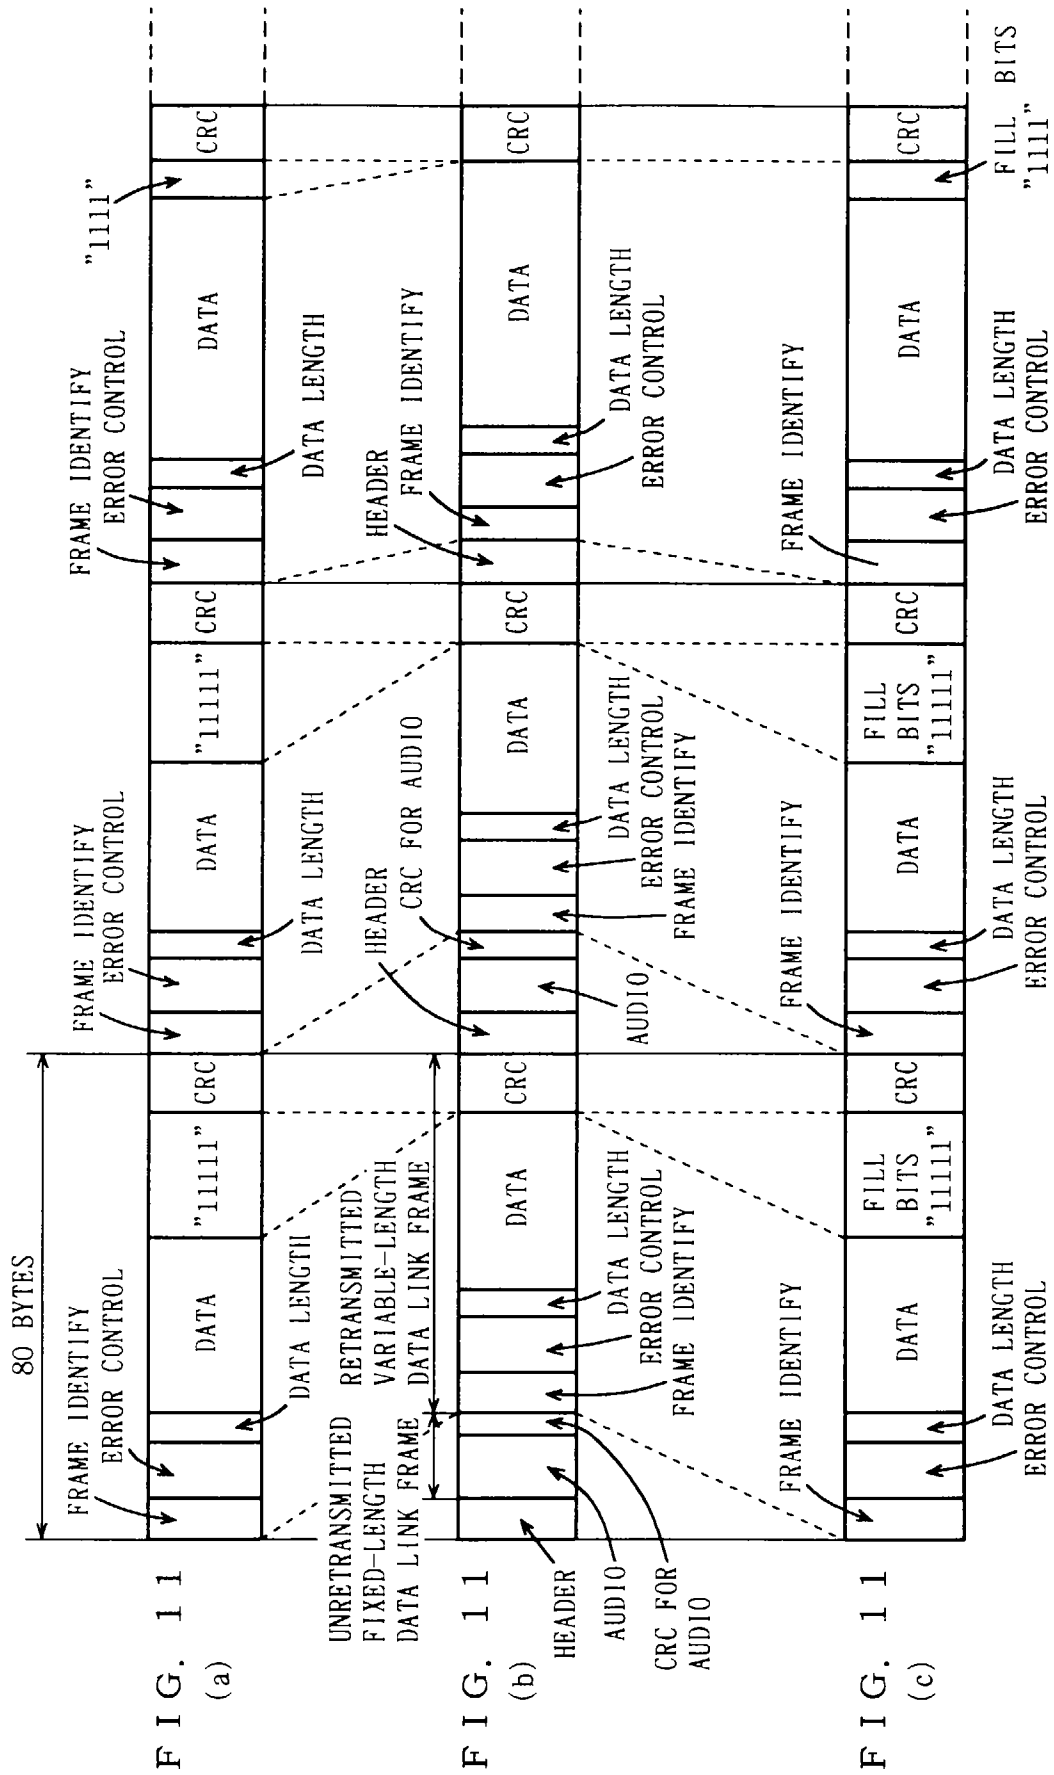 FIG. 11
(a)
80 BYTES
FRAME IDENTIFY
ERROR CONTROL
DATA LENGTH
DATA
"11111"
CRC
FRAME IDENTIFY
ERROR CONTROL
DATA LENGTH
DATA
"11111"
CRC
FRAME IDENTIFY
ERROR CONTROL
DATA LENGTH
DATA
"1111"
CRC
FIG. 11
(b)
UNRETRANSMITTED
FIXED-LENGTH
DATA LINK FRAME
RETRANSMITTED
VARIABLE-LENGTH
DATA LINK FRAME
HEADER
AUDIO
CRC FOR
AUDIO
FRAME IDENTIFY
ERROR CONTROL
DATA LENGTH
DATA
CRC
HEADER
CRC FOR AUDIO
AUDIO
FRAME IDENTIFY
ERROR CONTROL
DATA LENGTH
DATA
CRC
HEADER
FRAME IDENTIFY
ERROR CONTROL
DATA LENGTH
DATA
CRC
FIG. 11
(c)
FRAME IDENTIFY
ERROR CONTROL
DATA LENGTH
DATA
FILL
BITS
"11111"
CRC
FRAME IDENTIFY
ERROR CONTROL
DATA LENGTH
DATA
FILL
BITS
"11111"
CRC
FRAME IDENTIFY
ERROR CONTROL
DATA LENGTH
DATA
FILL BITS
"1111"
CRC